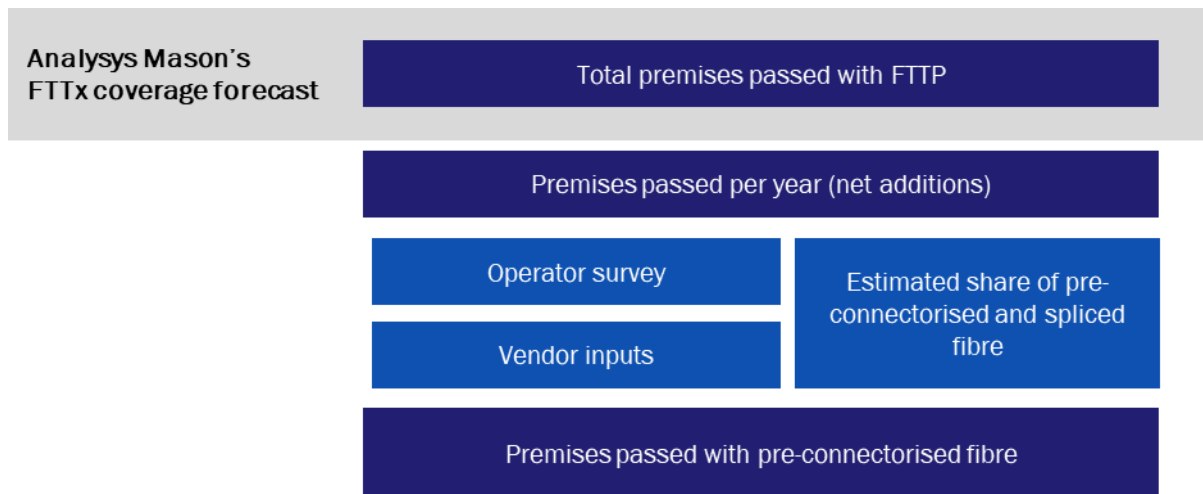 Analysys Mason's
FTTx coverage forecast
Total premises passed with FTTP
Premises passed per year (net additions)
Operator survey
Vendor inputs
Estimated share of pre-
connectorised and spliced
fibre
Premises passed with pre-connectorised fibre